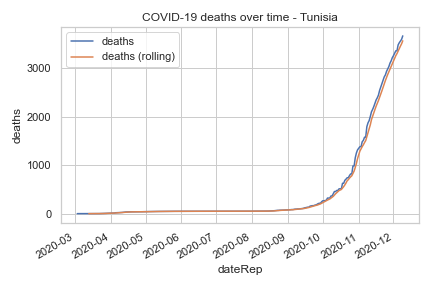 COVID-19 deaths over time - Tunisia
deaths
deaths (rolling)
deaths
3000
2000
1000
0
2020-03
2020-04
2020-05
2020-06
2020-07
2020-08
2020-09
2020-10
2020-11
2020-12
dateRep